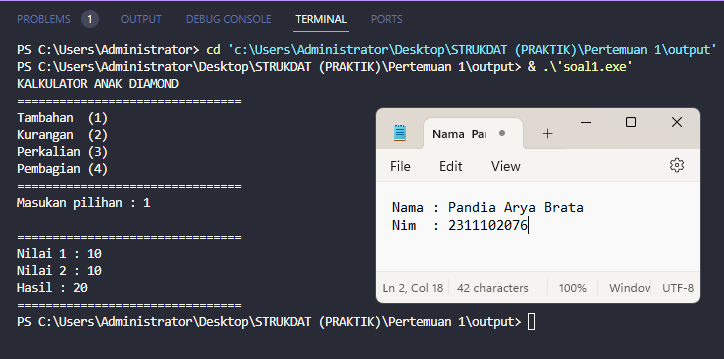 PROBLEMS 1 OUTPUT DEBUG CONSOLE TERMINAL PORTS
PS C:\Users\Administrator> cd 'c:\Users\Administrator\Desktop\STRUKDAT (PRAKTIK)\Pertemuan 1\output'
PS C:\Users\Administrator\Desktop\STRUKDAT (PRAKTIK)\Pertemuan 1\output> & .\'soal1.exe'
KALKULATOR ANAK DIAMOND
===============================
Tambahan  (1)
Kurangan  (2)
Perkalian (3)
Pembagian (4)
===============================
Masukan pilihan : 1
===============================
Nilai 1 : 10
Nilai 2 : 10
Hasil : 20
===============================
PS C:\Users\Administrator\Desktop\STRUKDAT (PRAKTIK)\Pertemuan 1\output>
Nama Pa
File Edit View
Nama : Pandia Arya Brata
Nim  : 2311102076
Ln 2, Col 18 42 characters 100% Window UTF-8